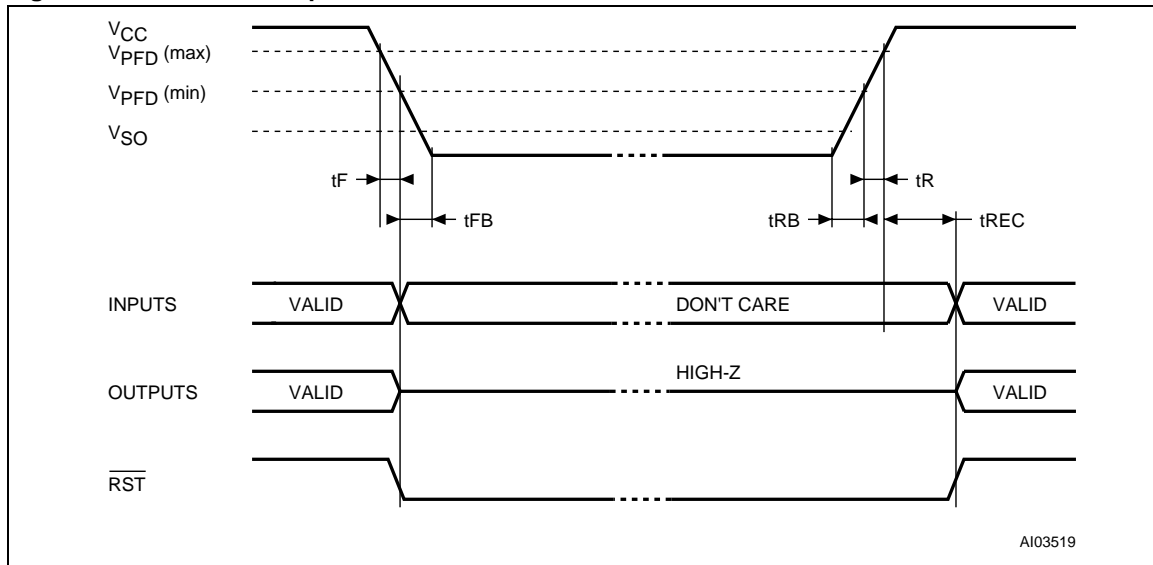 VCC
VPFD (max)
VPFD (min)
VSO
tF
tR
tFB
tRB
tREC
INPUTS VALID DON'T CARE VALID
HIGH-Z
OUTPUTS VALID VALID
RST
AI03519